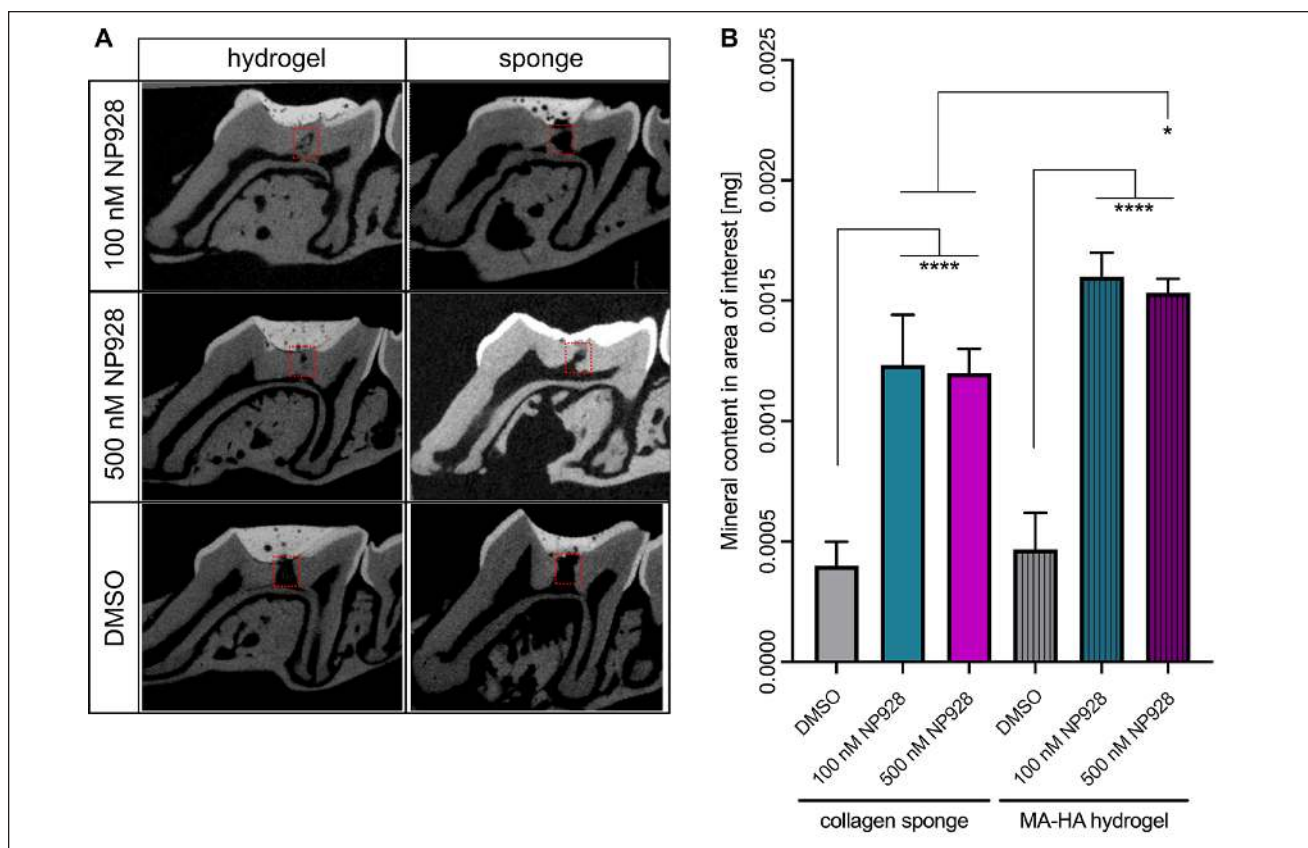 A
hydrogel
sponge
100 nM NP928
500 nM NP928
DMSO
B
Mineral content in area of interest [mg]
0.0025
0.0020
0.0015
0.0010
0.0005
0.0000
*
****
****
DMSO
100 nM NP928
500 nM NP928
DMSO
100 nM NP928
500 nM NP928
collagen sponge
MA-HA hydrogel